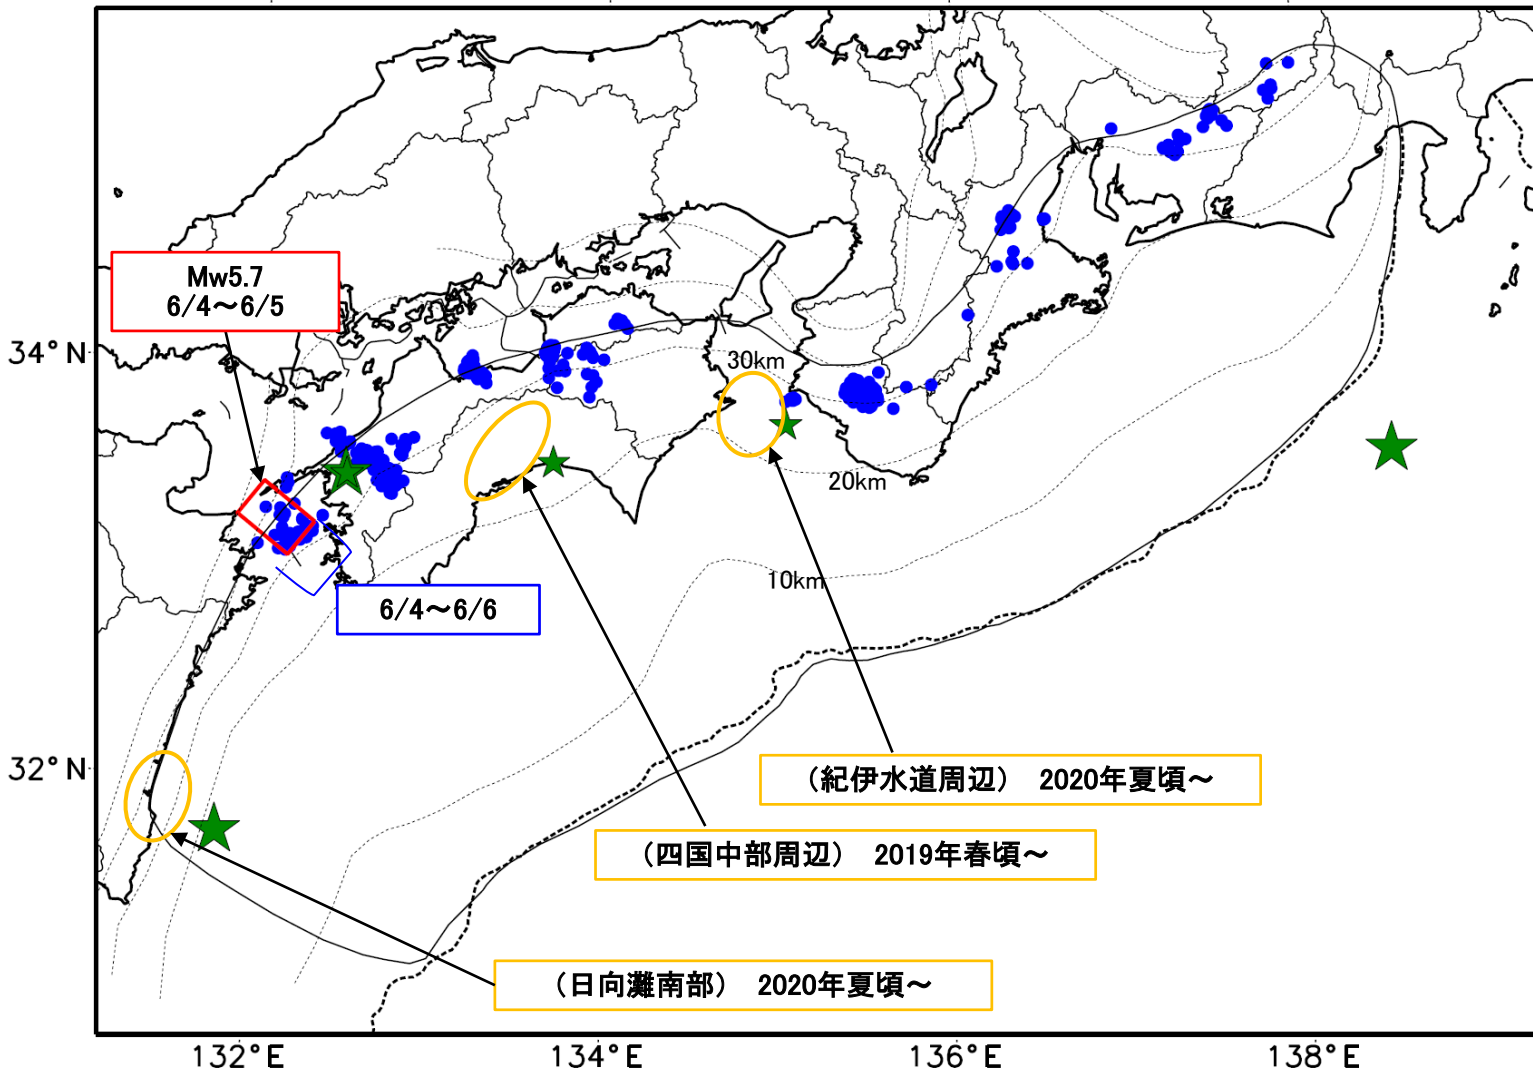 Mw5.7
6/4～6/5
34°N
30km
20km
10km
6/4～6/6
32°N
（紀伊水道周辺） 2020年夏頃～
（四国中部周辺） 2019年春頃～
（日向灘南部） 2020年夏頃～
132°E
134°E
136°E
138°E